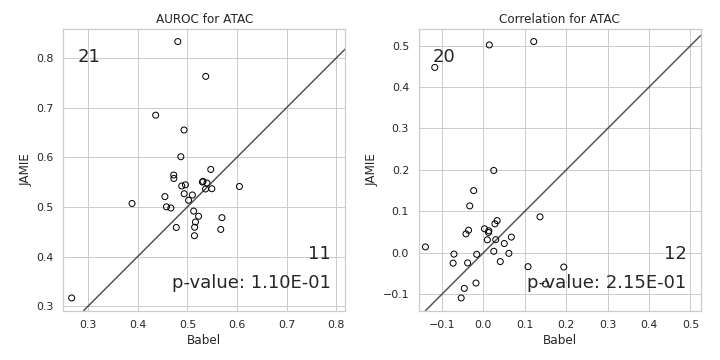 AUROC for ATAC
21
11
p-value: 1.10E-01
JAMIE
0.8
0.7
0.6
0.5
0.4
0.3
0.3 0.4 0.5 0.6 0.7 0.8
Babel
Correlation for ATAC
20
12
p-value: 2.15E-01
JAMIE
0.5
0.4
0.3
0.2
0.1
0.0
−0.1
−0.1 0.0 0.1 0.2 0.3 0.4 0.5
Babel